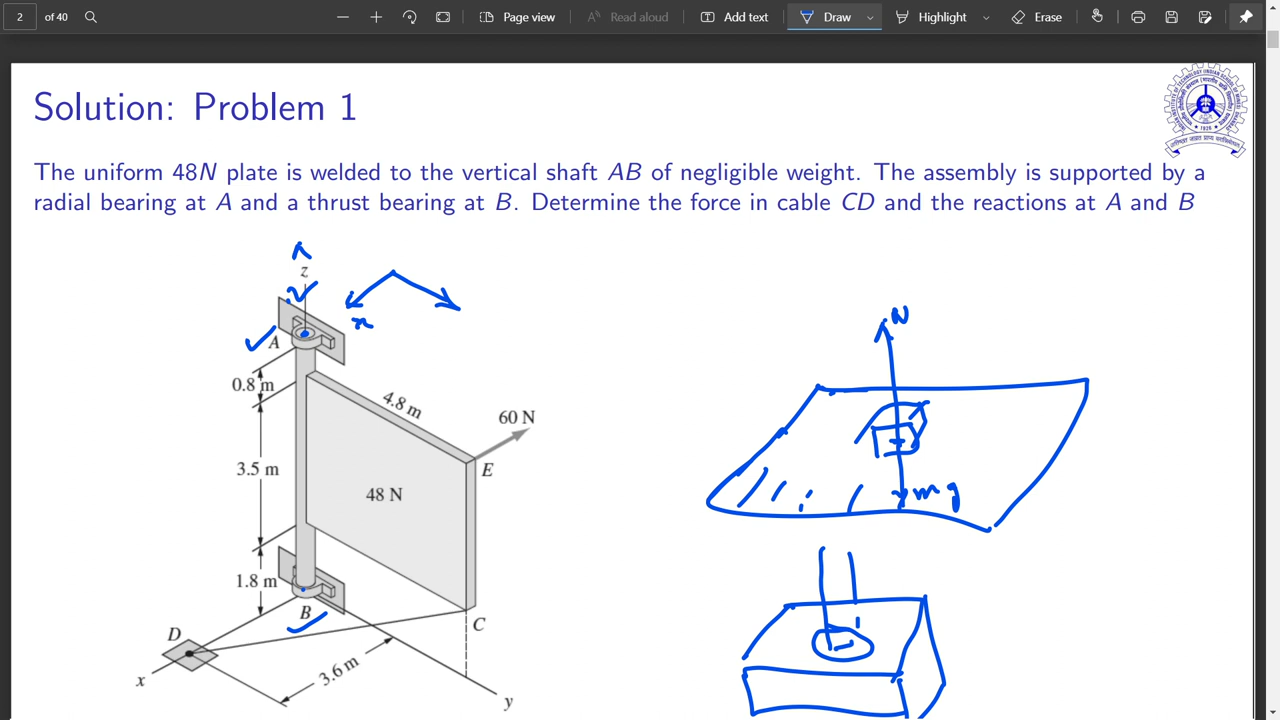 2 of 40 Page view Read aloud Add text Draw Highlight Erase
Solution: Problem 1
The uniform 48N plate is welded to the vertical shaft AB of negligible weight. The assembly is supported by a
radial bearing at A and a thrust bearing at B. Determine the force in cable CD and the reactions at A and B
z
x
A
0.8 m
4.8 m
60 N
E
3.5 m
48 N
1.8 m
B
C
D
3.6 m
x
y
N
mg